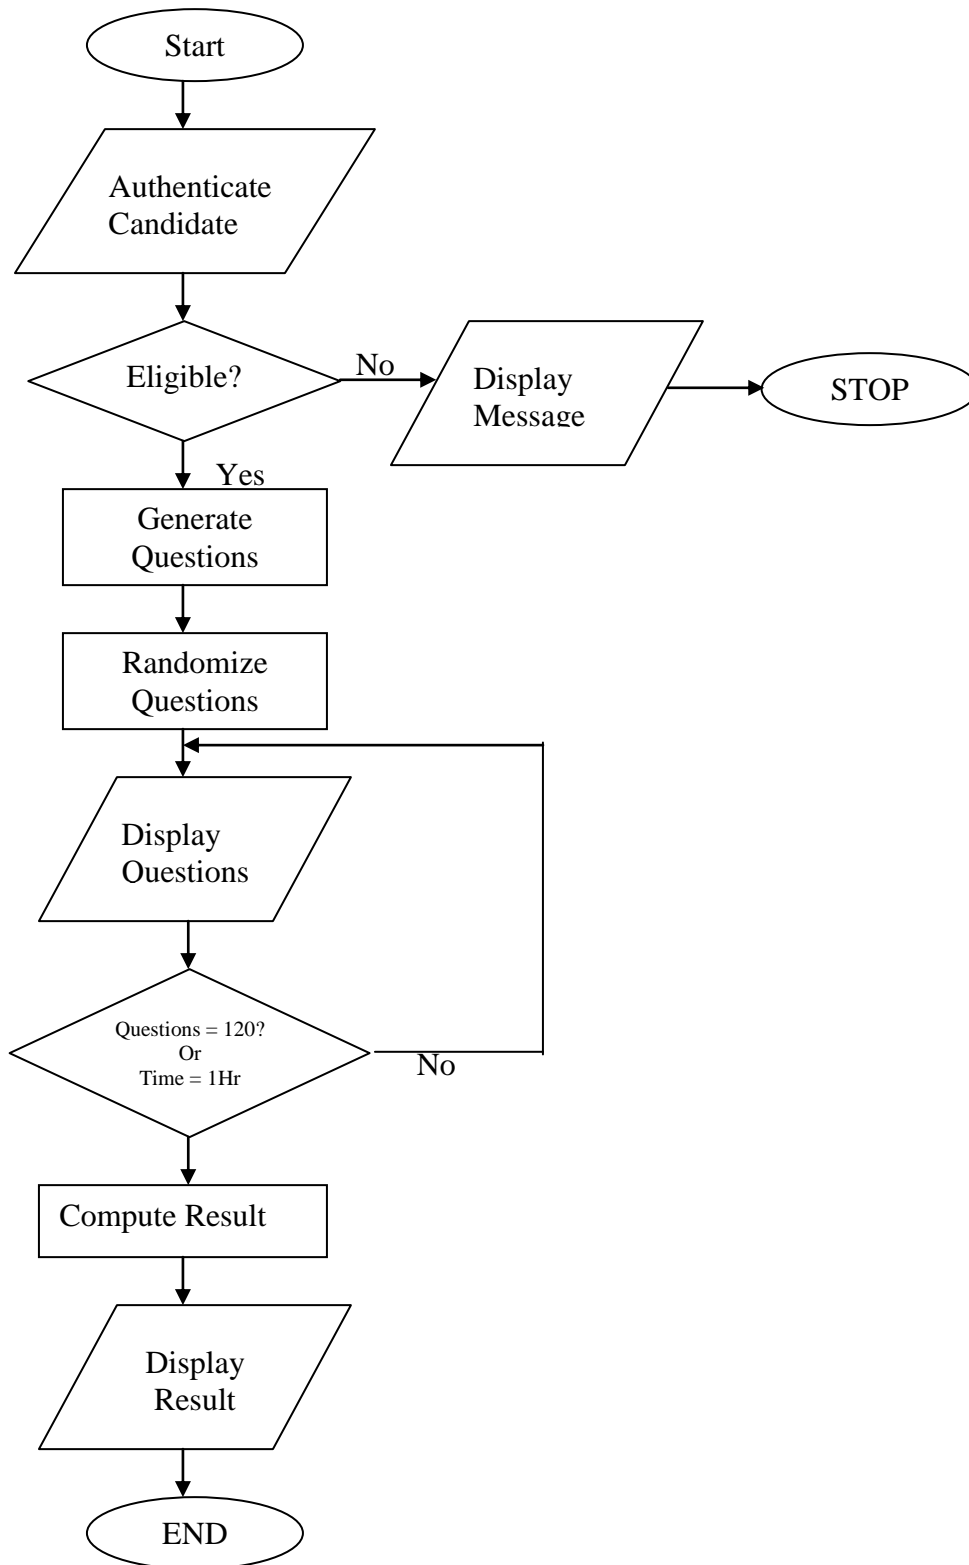 Start
Authenticate
Candidate
Eligible?
No
Display
Message
STOP
Yes
Generate
Questions
Randomize
Questions
Display
Questions
Questions = 120?
Or
Time = 1Hr
No
Compute Result
Display
Result
END